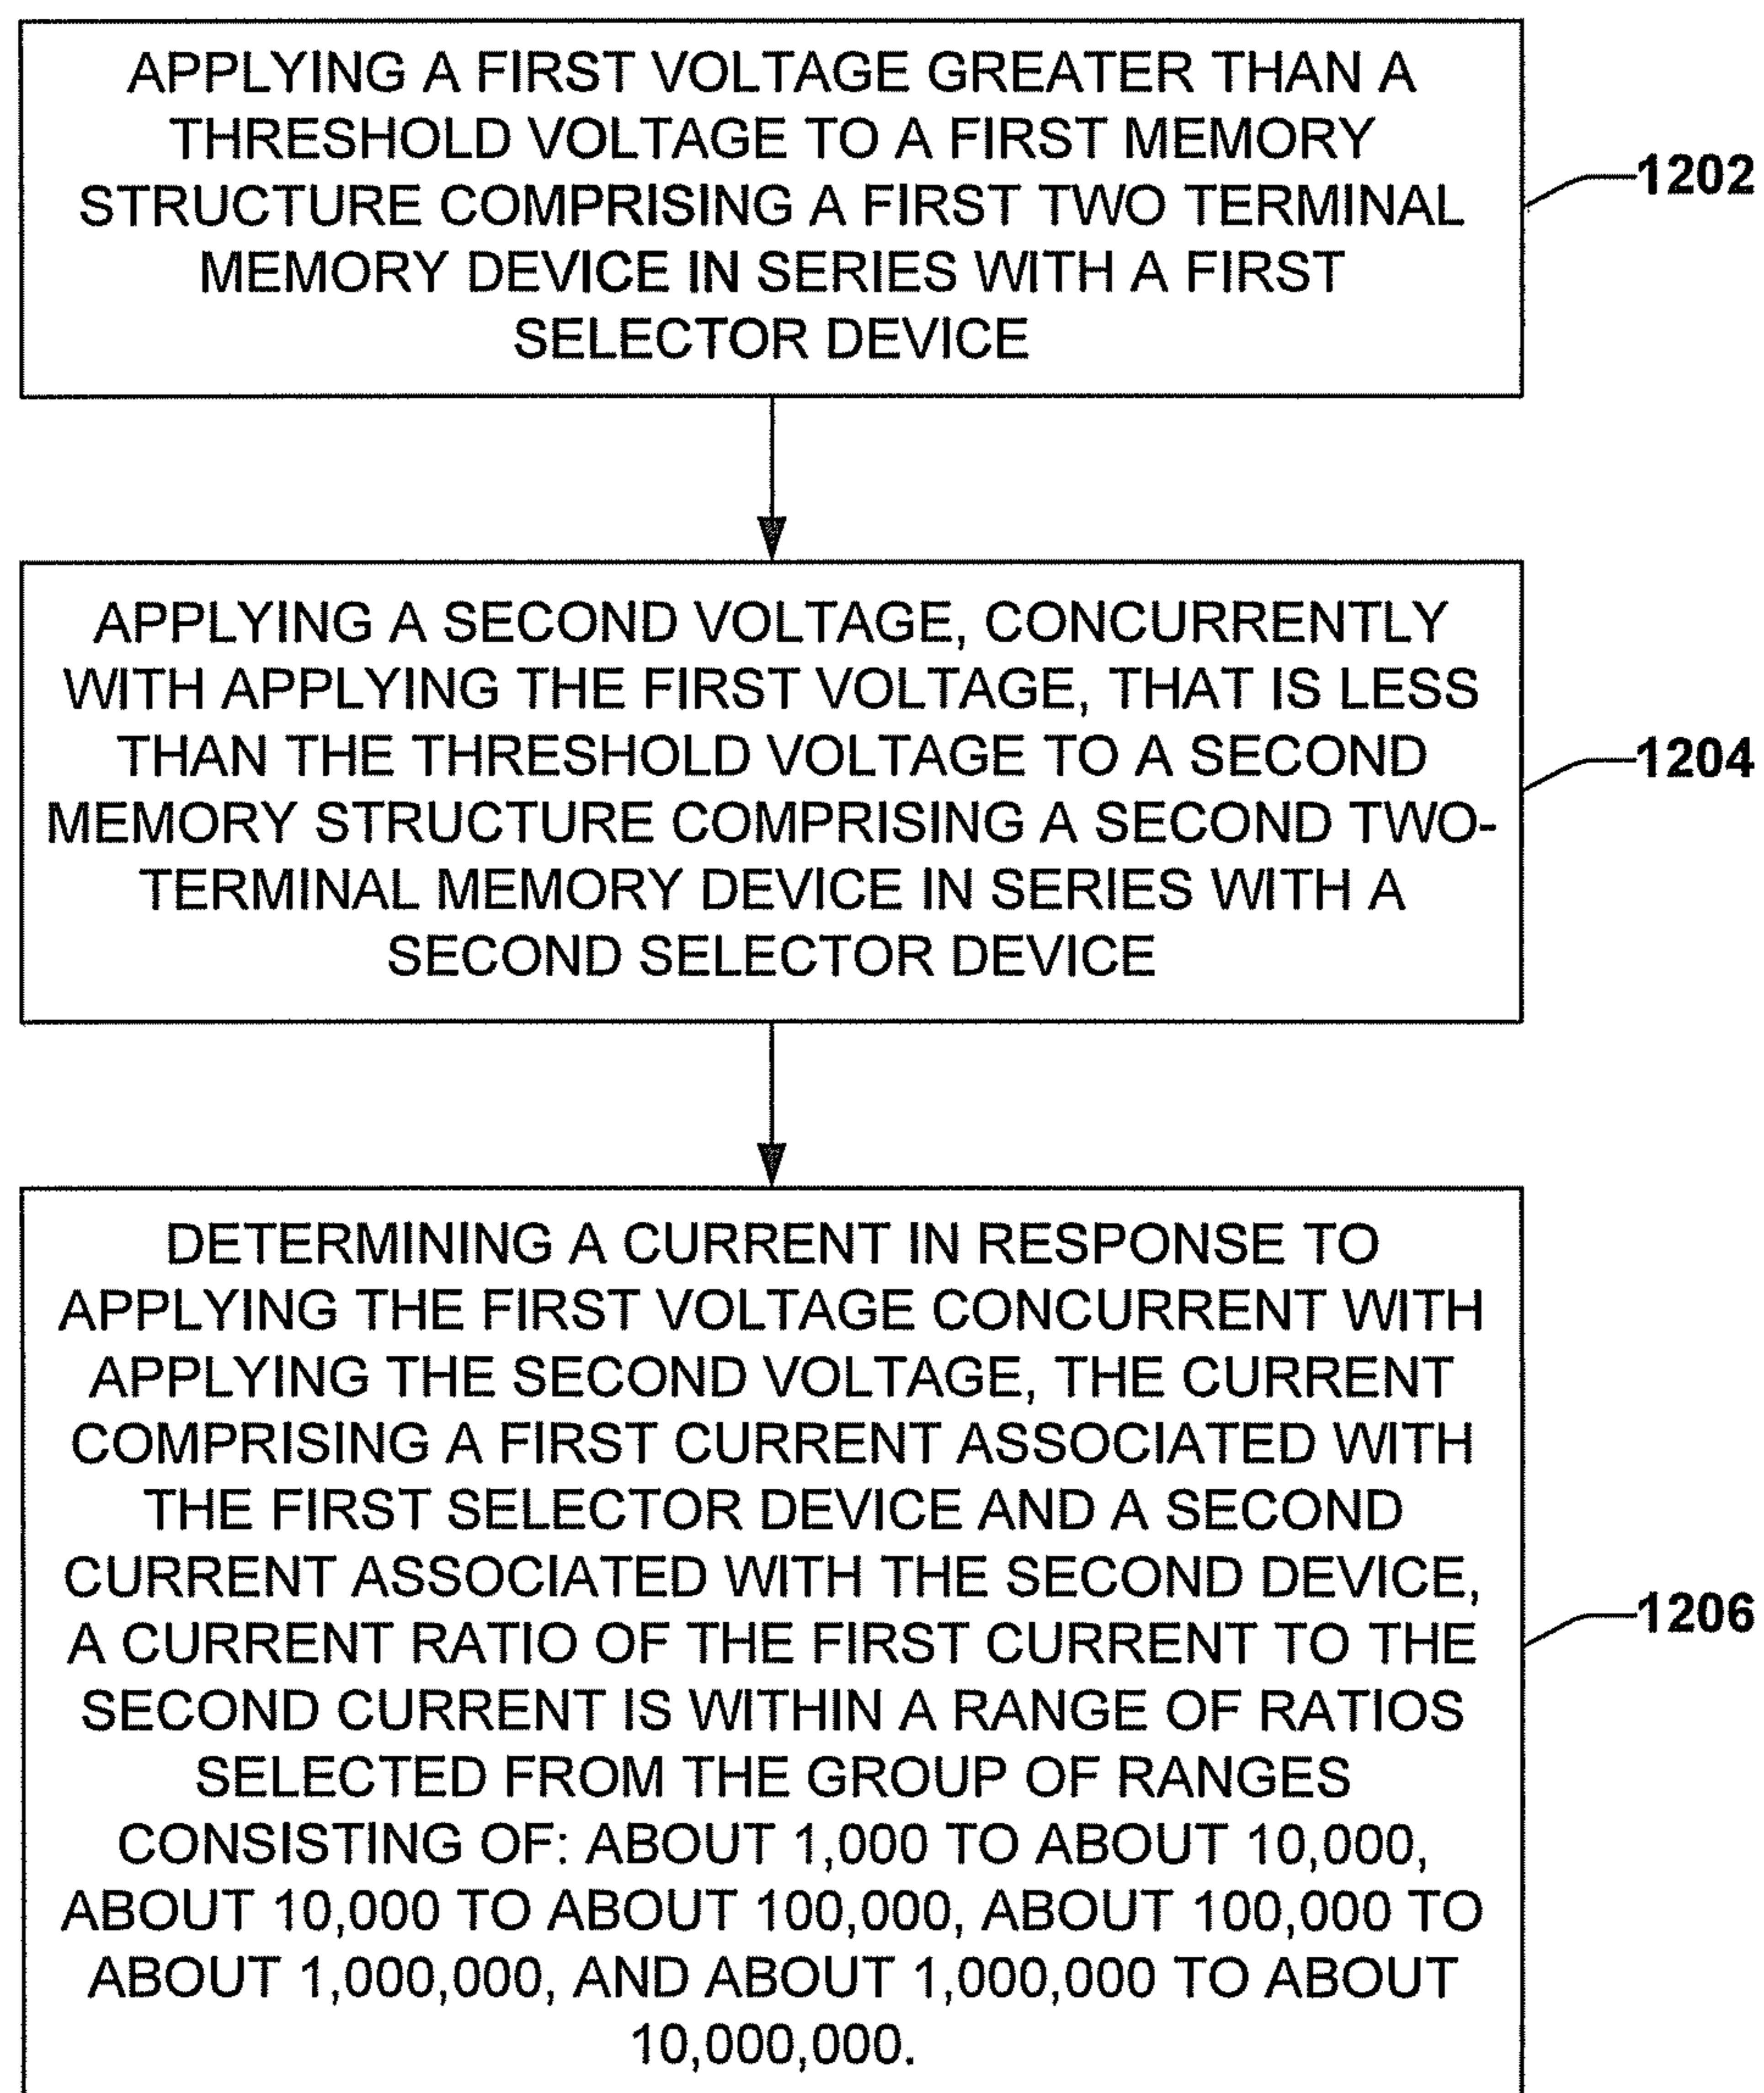 APPLYING A FIRST VOLTAGE GREATER THAN A
THRESHOLD VOLTAGE TO A FIRST MEMORY
STRUCTURE COMPRISING A FIRST TWO TERMINAL
MEMORY DEVICE IN SERIES WITH A FIRST
SELECTOR DEVICE
1202
APPLYING A SECOND VOLTAGE, CONCURRENTLY
WITH APPLYING THE FIRST VOLTAGE, THAT IS LESS
THAN THE THRESHOLD VOLTAGE TO A SECOND
MEMORY STRUCTURE COMPRISING A SECOND TWO-
TERMINAL MEMORY DEVICE IN SERIES WITH A
SECOND SELECTOR DEVICE
1204
DETERMINING A CURRENT IN RESPONSE TO
APPLYING THE FIRST VOLTAGE CONCURRENT WITH
APPLYING THE SECOND VOLTAGE, THE CURRENT
COMPRISING A FIRST CURRENT ASSOCIATED WITH
THE FIRST SELECTOR DEVICE AND A SECOND
CURRENT ASSOCIATED WITH THE SECOND DEVICE,
A CURRENT RATIO OF THE FIRST CURRENT TO THE
SECOND CURRENT IS WITHIN A RANGE OF RATIOS
SELECTED FROM THE GROUP OF RANGES
CONSISTING OF: ABOUT 1,000 TO ABOUT 10,000,
ABOUT 10,000 TO ABOUT 100,000, ABOUT 100,000 TO
ABOUT 1,000,000, AND ABOUT 1,000,000 TO ABOUT
10,000,000.
1206